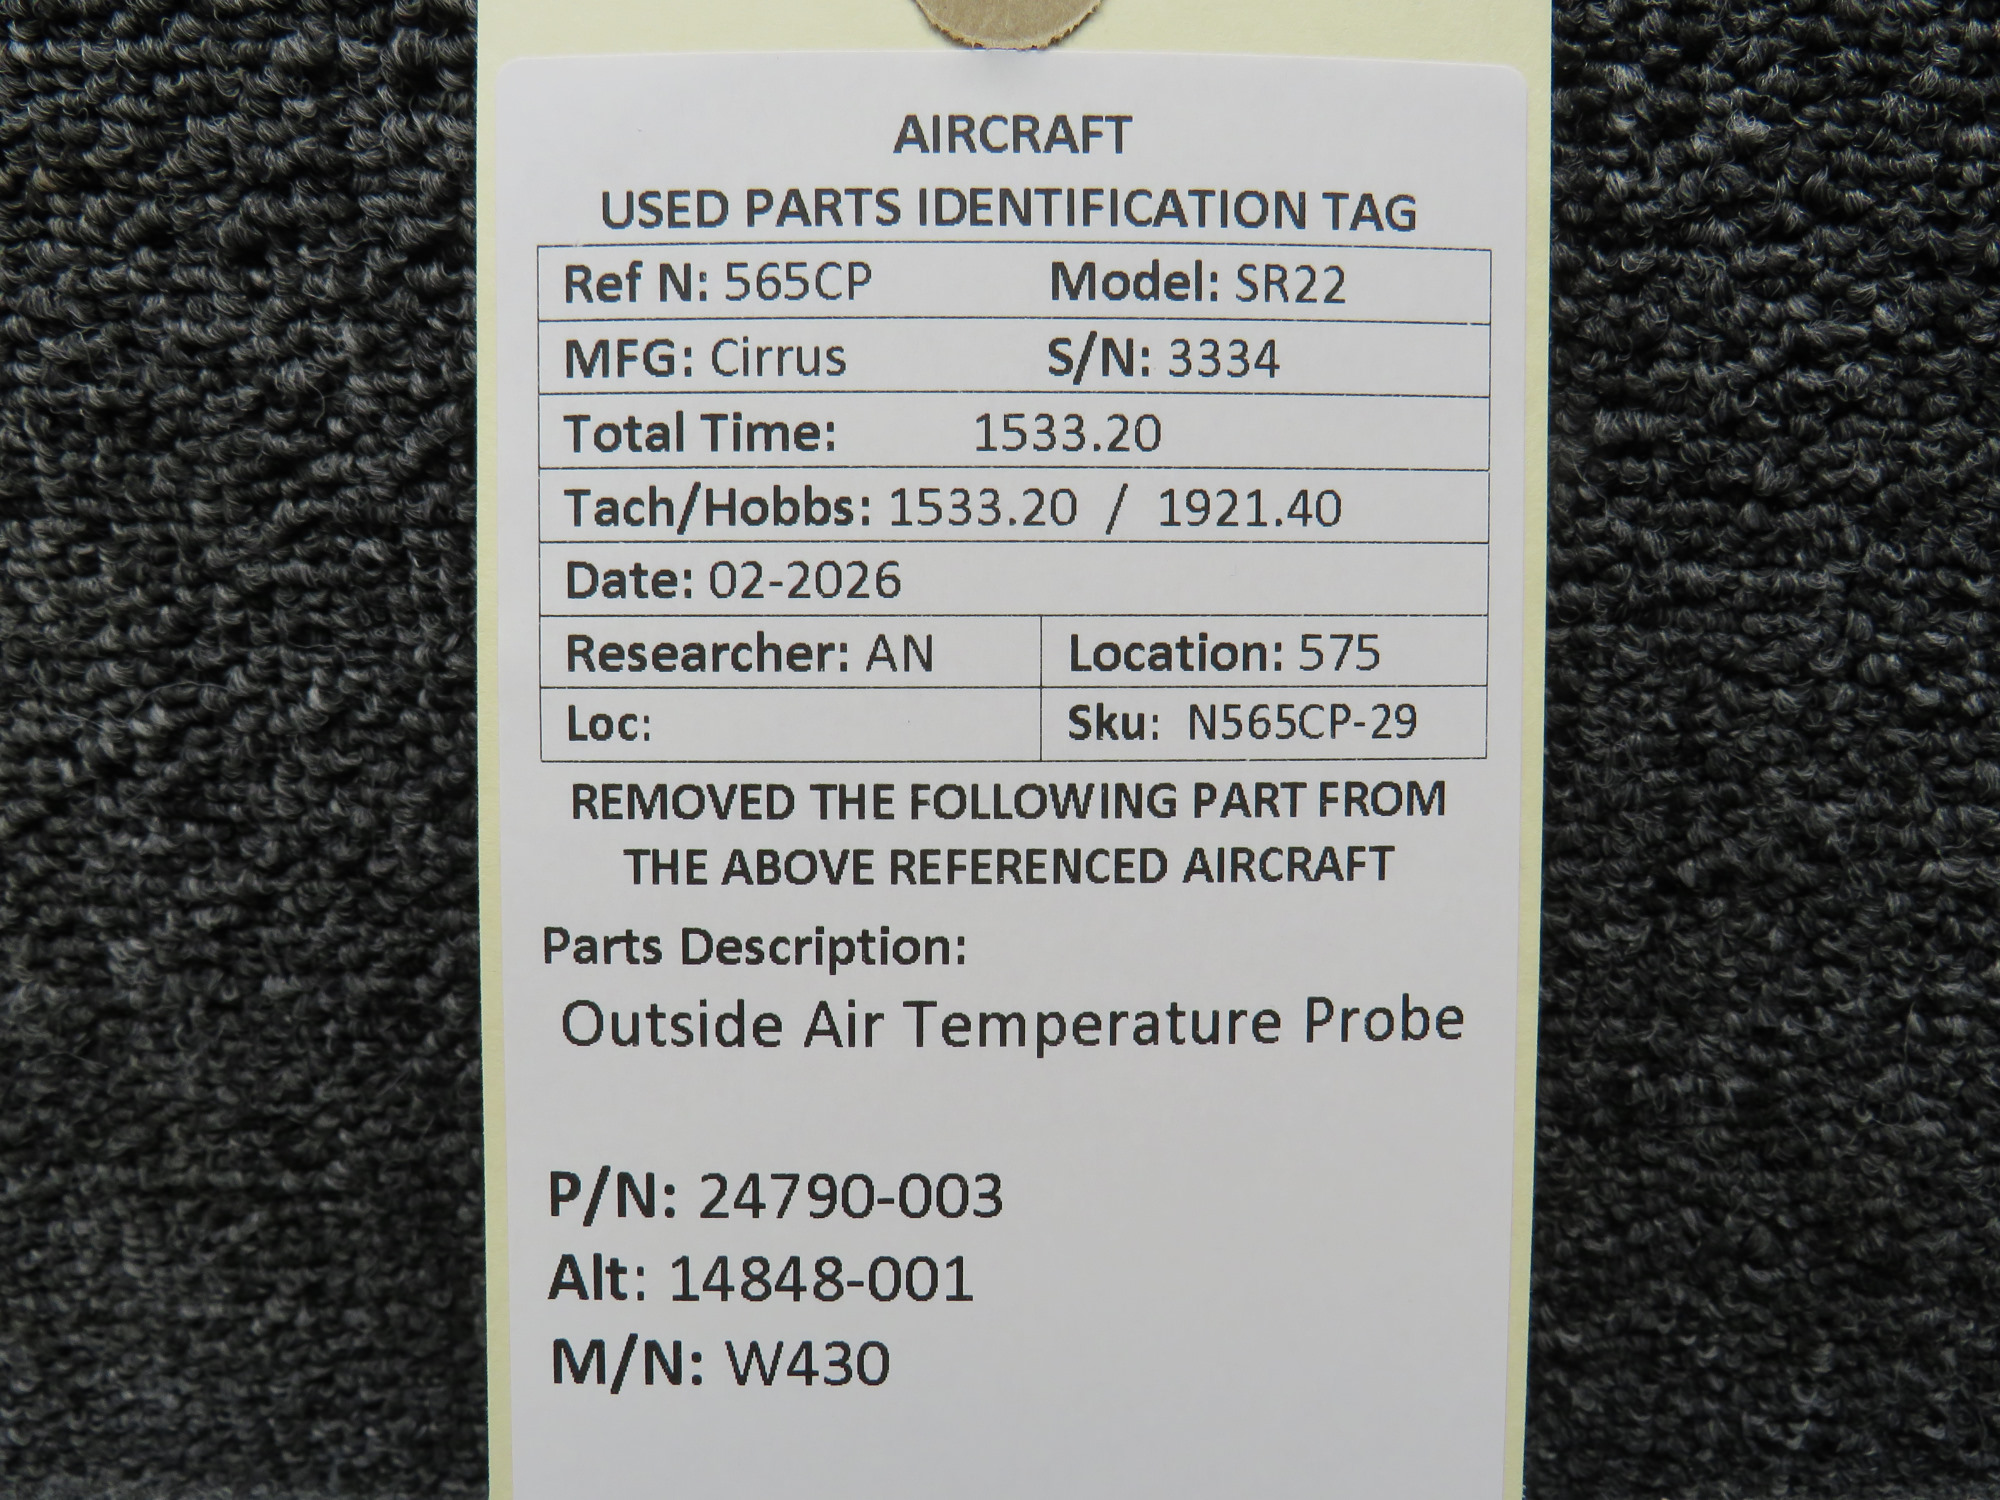 AIRCRAFT
USED PARTS IDENTIFICATION TAG
Ref N: 565CP Model: SR22
MFG: Cirrus S/N: 3334
Total Time: 1533.20
Tach/Hobbs: 1533.20 / 1921.40
Date: 02-2026
Researcher: AN Location: 575
Loc: Sku: N565CP-29
REMOVED THE FOLLOWING PART FROM
THE ABOVE REFERENCED AIRCRAFT
Parts Description:
Outside Air Temperature Probe
P/N: 24790-003
Alt: 14848-001
M/N: W430